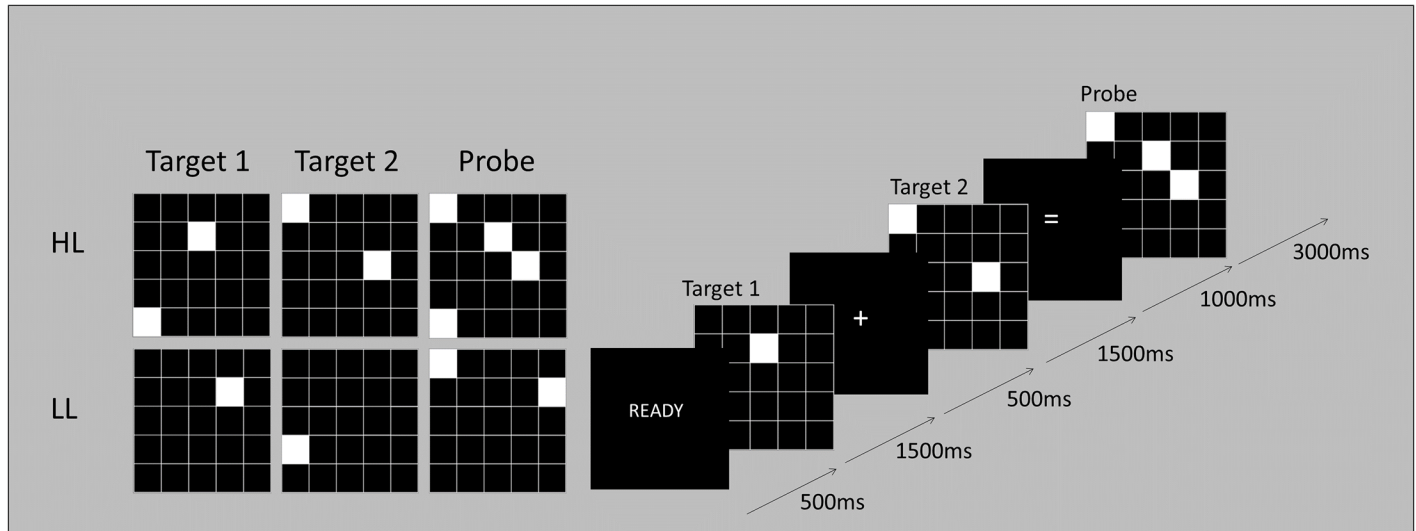 Target 1
Target 2
Probe
HL
LL
READY
Target 1
+
Target 2
=
Probe
500ms
1500ms
500ms
1500ms
1000ms
3000ms